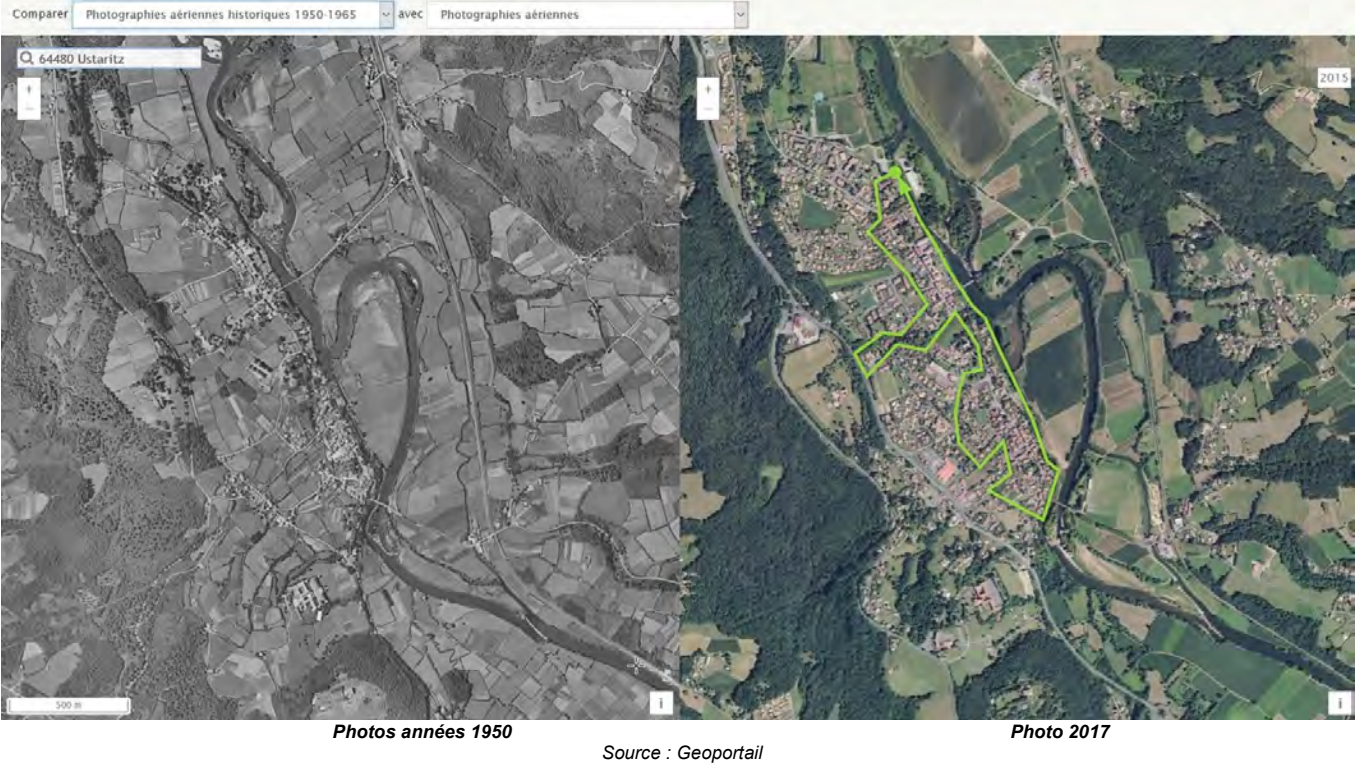 Comparer Photographies aériennes historiques 1950-1965 avec Photographies aériennes
64480 Ustaritz
+
−
+
−
2015
500 m
i
i
Photos années 1950
Photo 2017
Source : Geoportail